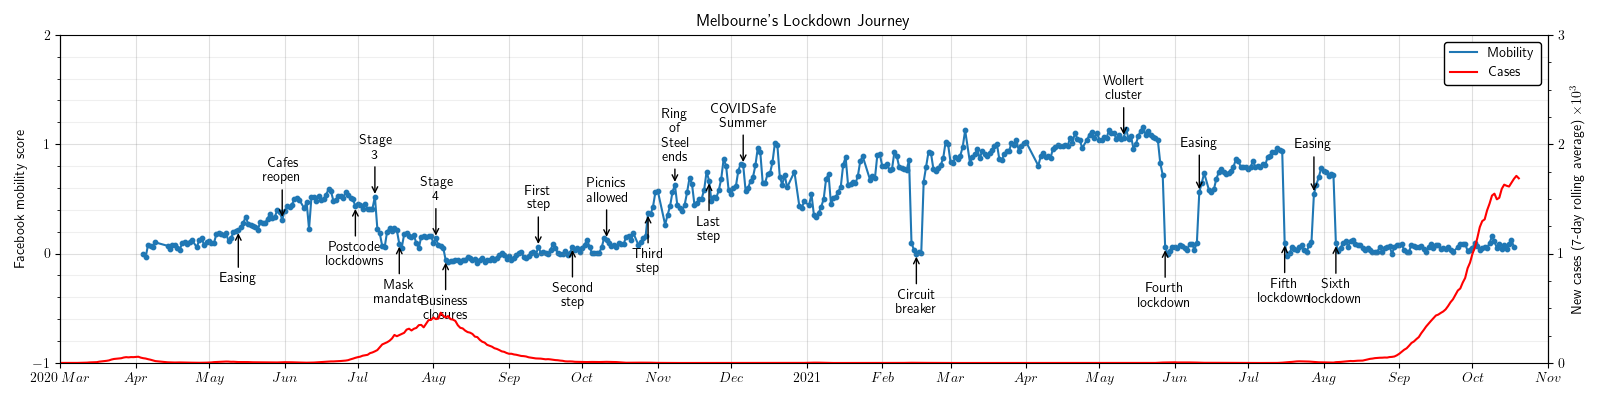 Melbourne's Lockdown Journey
Facebook mobility score
2
1
0
−1
New cases (7-day rolling average) ×10³
3
2
1
0
Mobility
Cases
Easing
Cafes
reopen
Postcode
lockdowns
Stage
3
Mask
mandate
Stage
4
Business
closures
First
step
Second
step
Picnics
allowed
Third
step
Ring
of
Steel
ends
Last
step
COVIDSafe
Summer
Circuit
breaker
Wollert
cluster
Fourth
lockdown
Easing
Fifth
lockdown
Easing
Sixth
lockdown
2020 Mar
Apr
May
Jun
Jul
Aug
Sep
Oct
Nov
Dec
2021
Feb
Mar
Apr
May
Jun
Jul
Aug
Sep
Oct
Nov